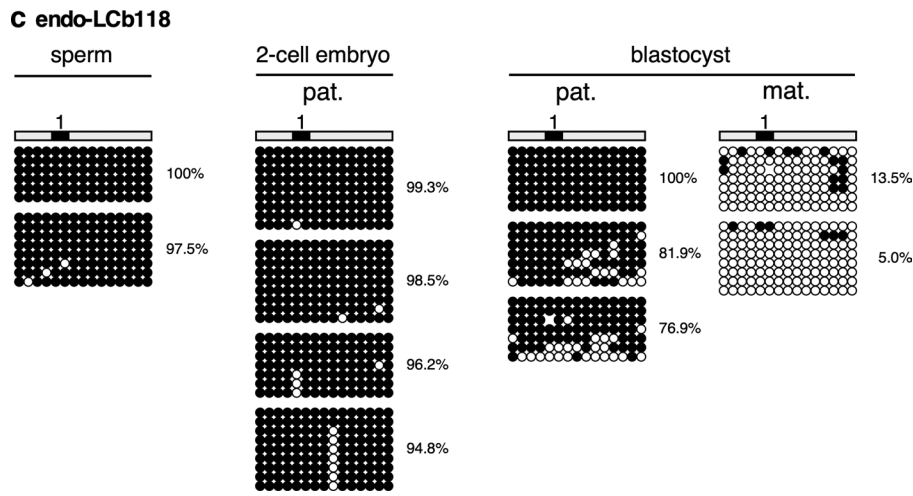 c endo-LCb118
sperm 2-cell embryo blastocyst
pat. pat. mat.
1 1 1 1
100% 99.3% 100% 13.5%
97.5% 98.5% 81.9% 5.0%
96.2% 76.9%
94.8%